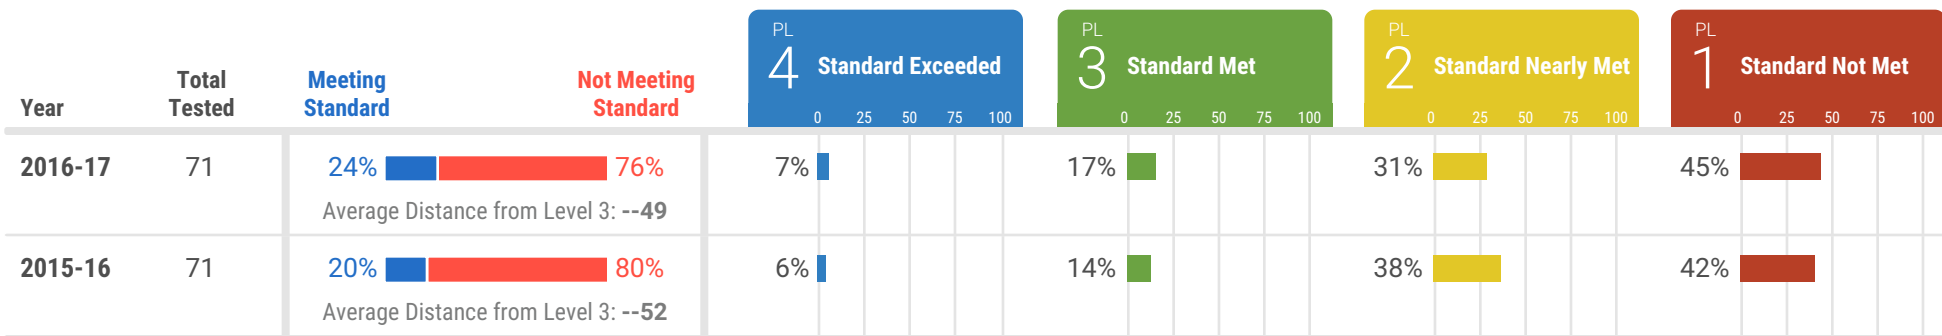 PL PL PL PL
4 Standard Exceeded 3 Standard Met 2 Standard Nearly Met 1 Standard Not Met
Year Total Tested Meeting Standard Not Meeting Standard
0 25 50 75 100 0 25 50 75 100 0 25 50 75 100 0 25 50 75 100
2016-17 71 24% 76% 7% 17% 31% 45%
Average Distance from Level 3: --49
2015-16 71 20% 80% 6% 14% 38% 42%
Average Distance from Level 3: --52